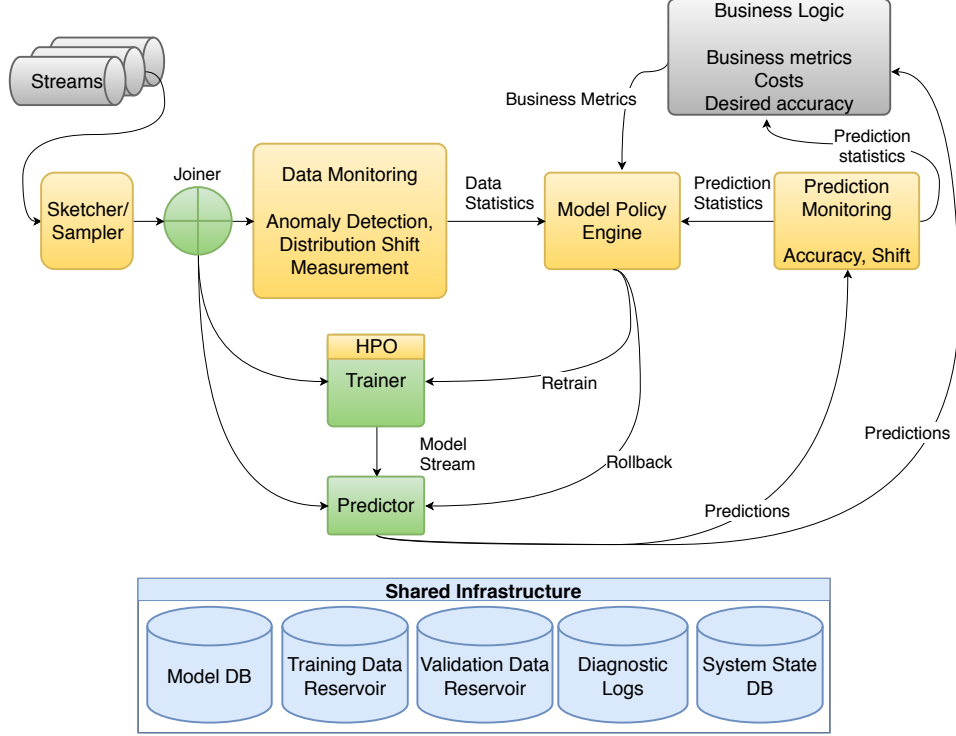 Business Logic
Business metrics
Costs
Desired accuracy
Streams
Business Metrics
Prediction
statistics
Joiner
Sketcher/
Sampler
Data Monitoring
Anomaly Detection,
Distribution Shift
Measurement
Data
Statistics
Model Policy
Engine
Prediction
Statistics
Prediction
Monitoring
Accuracy, Shift
HPO
Trainer
Retrain
Model
Stream
Rollback
Predictions
Predictor
Predictions
Shared Infrastructure
Model DB
Training Data
Reservoir
Validation Data
Reservoir
Diagnostic
Logs
System State
DB